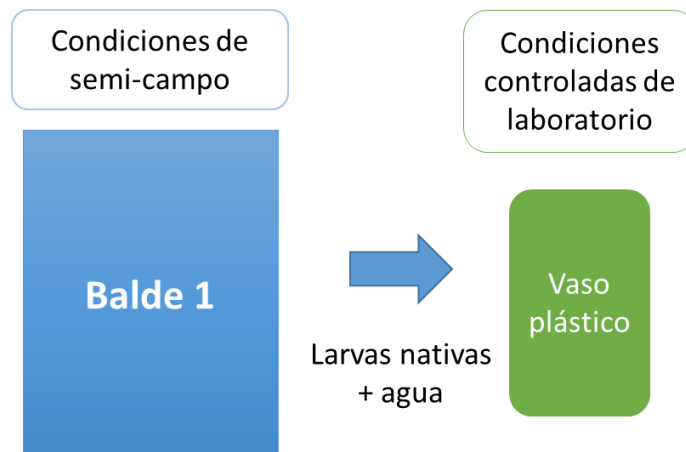 Condiciones de
semi-campo
Condiciones
controladas de
laboratorio
Balde 1
Larvas nativas
+ agua
Vaso
plástico